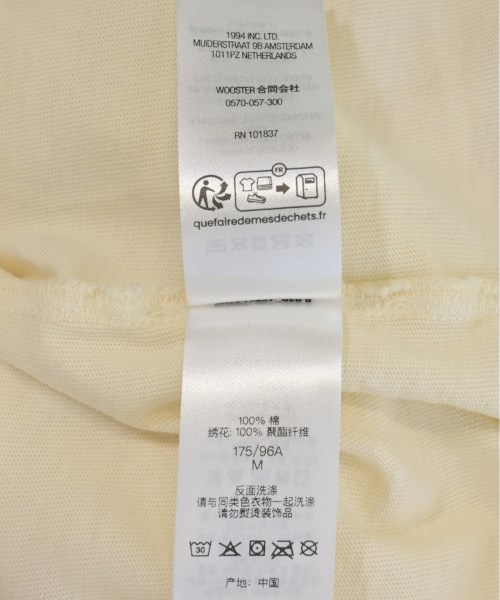 1994 INC. LTD.
MUIDERSTRAAT 9B AMSTERDAM
1011PZ NETHERLANDS
WOOSTER 合同会社
0570-057-300
RN 101837
FR
quefairedemesdechets.fr
100% 棉
绣花: 100% 聚酯纤维
175/96A
M
反面洗涤
请与同类色衣物一起洗涤
请勿熨烫装饰品
30
产地: 中国